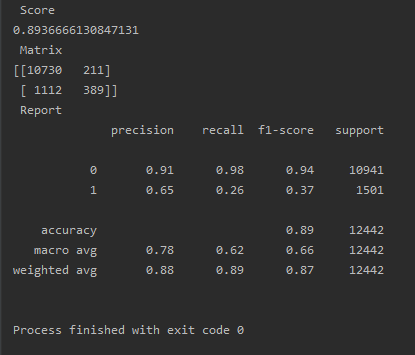 Score
0.8936666130847131
Matrix
[[10730   211]
 [ 1112   389]]
Report
              precision    recall  f1-score   support
           0       0.91      0.98      0.94     10941
           1       0.65      0.26      0.37      1501
    accuracy                           0.89     12442
   macro avg       0.78      0.62      0.66     12442
weighted avg       0.88      0.89      0.87     12442
Process finished with exit code 0